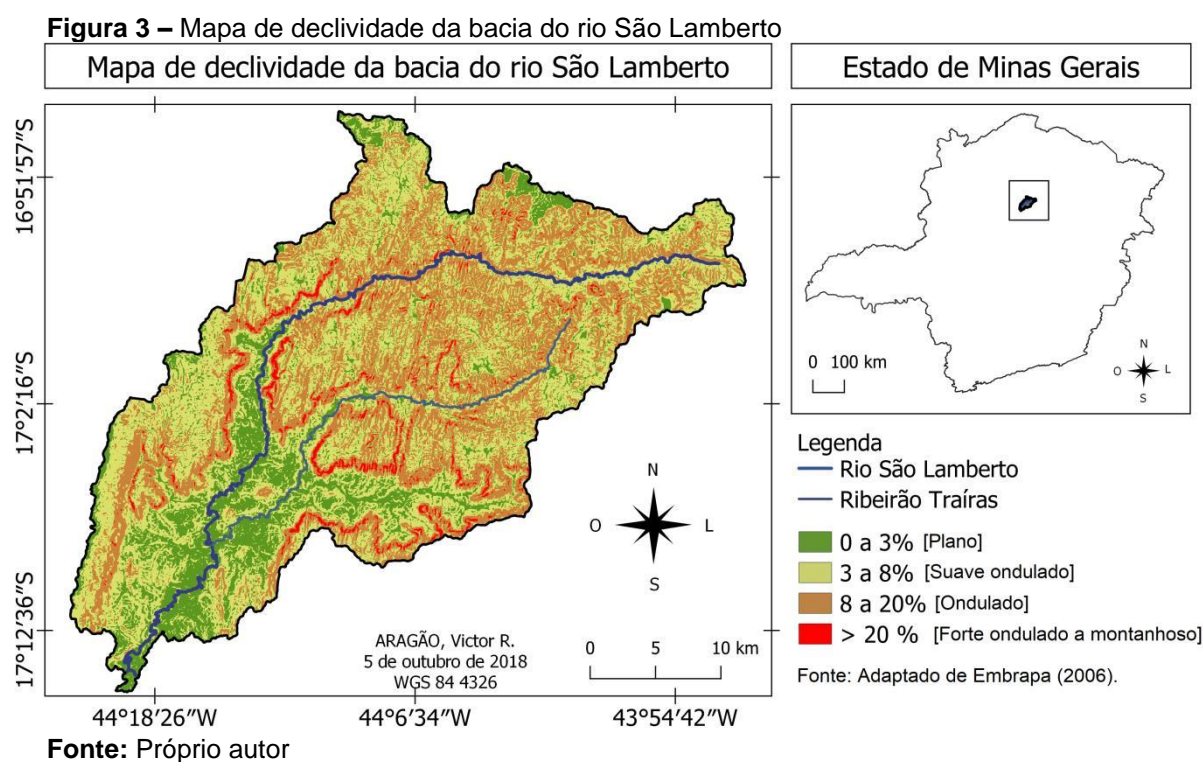 Figura 3 – Mapa de declividade da bacia do rio São Lamberto
Mapa de declividade da bacia do rio São Lamberto
16°51′57″S
17°2′16″S
17°12′36″S
44°18′26″W
44°6′34″W
43°54′42″W
N
O
L
S
ARAGÃO, Victor R.
5 de outubro de 2018
WGS 84 4326
0 5 10 km
Estado de Minas Gerais
0 100 km
N
O
L
S
Legenda
Rio São Lamberto
Ribeirão Traíras
0 a 3% [Plano]
3 a 8% [Suave ondulado]
8 a 20% [Ondulado]
> 20 % [Forte ondulado a montanhoso]
Fonte: Adaptado de Embrapa (2006).
Fonte: Próprio autor